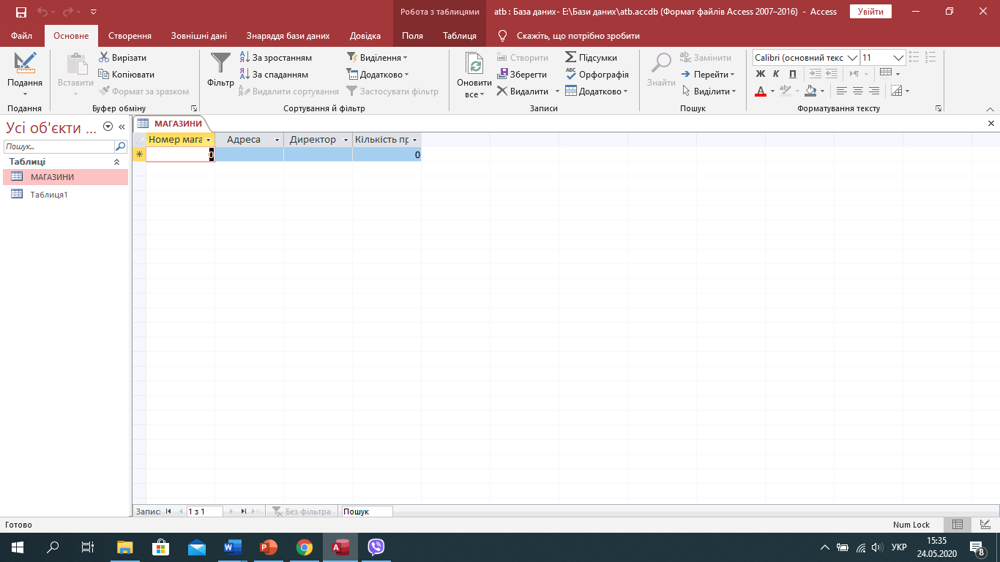 Робота з таблицями
atb : База даних- E:\Бази даних\atb.accdb (Формат файлів Access 2007–2016) - Access
Увійти
Файл Основне Створення Зовнішні дані Знаряддя бази даних Довідка Поля Таблиця Скажіть, що потрібно зробити
Подання
Подання
Вставити
Вирізати
Копіювати
Формат за зразком
Буфер обміну
Фільтр
За зростанням
За спаданням
Видалити сортування
Виділення
Додатково
Застосувати фільтр
Сортування й фільтр
Оновити
все
Створити
Зберегти
Видалити
Підсумки
Орфографія
Додатково
Записи
Знайти
Замінити
Перейти
Виділити
Пошук
Calibri (основний текс 11
Ж К П
Форматування тексту
Усі об'єкти ...
Пошук...
Таблиці
МАГАЗИНИ
Таблиця1
МАГАЗИНИ
Номер мага Адреса Директор Кількість пр
0 0
Запис: 1 з 1 Без фільтра Пошук
Готово
Num Lock
УКР
15:35
24.05.2020
8